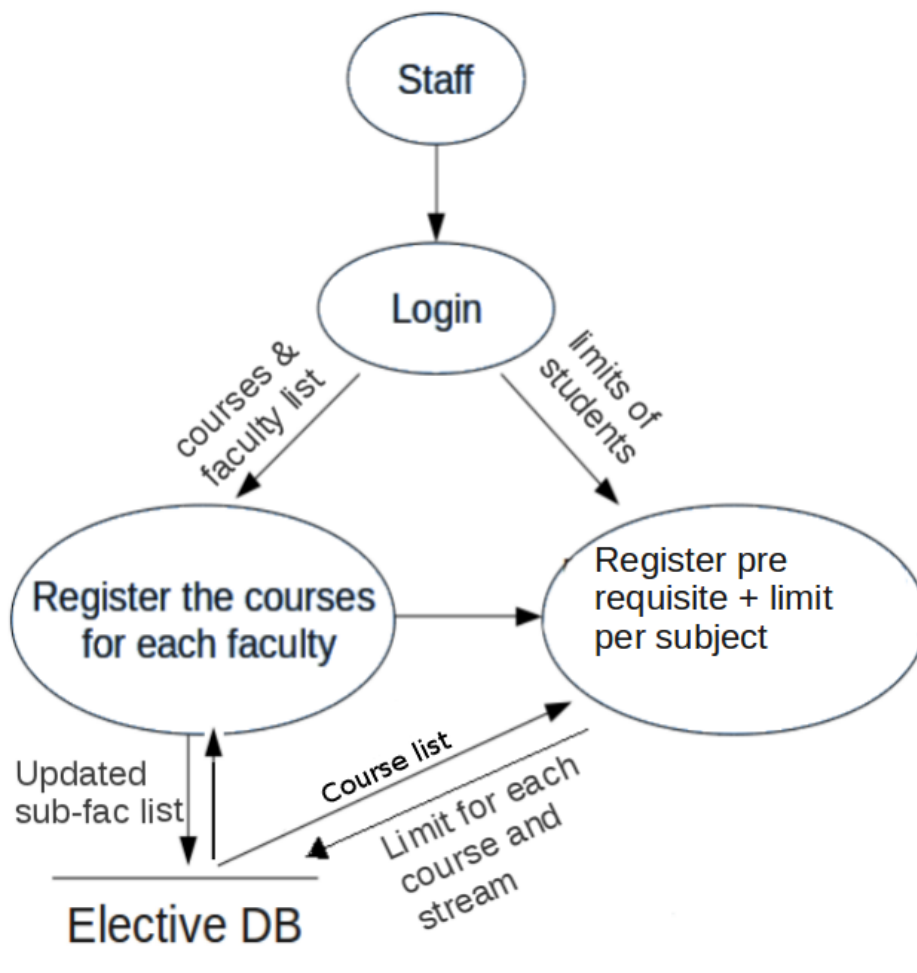 Staff
Login
courses &
faculty list
limits of
students
Register the courses
for each faculty
Register pre
requisite + limit
per subject
Updated
sub-fac list
Course list
Limit for each
course and
stream
Elective DB